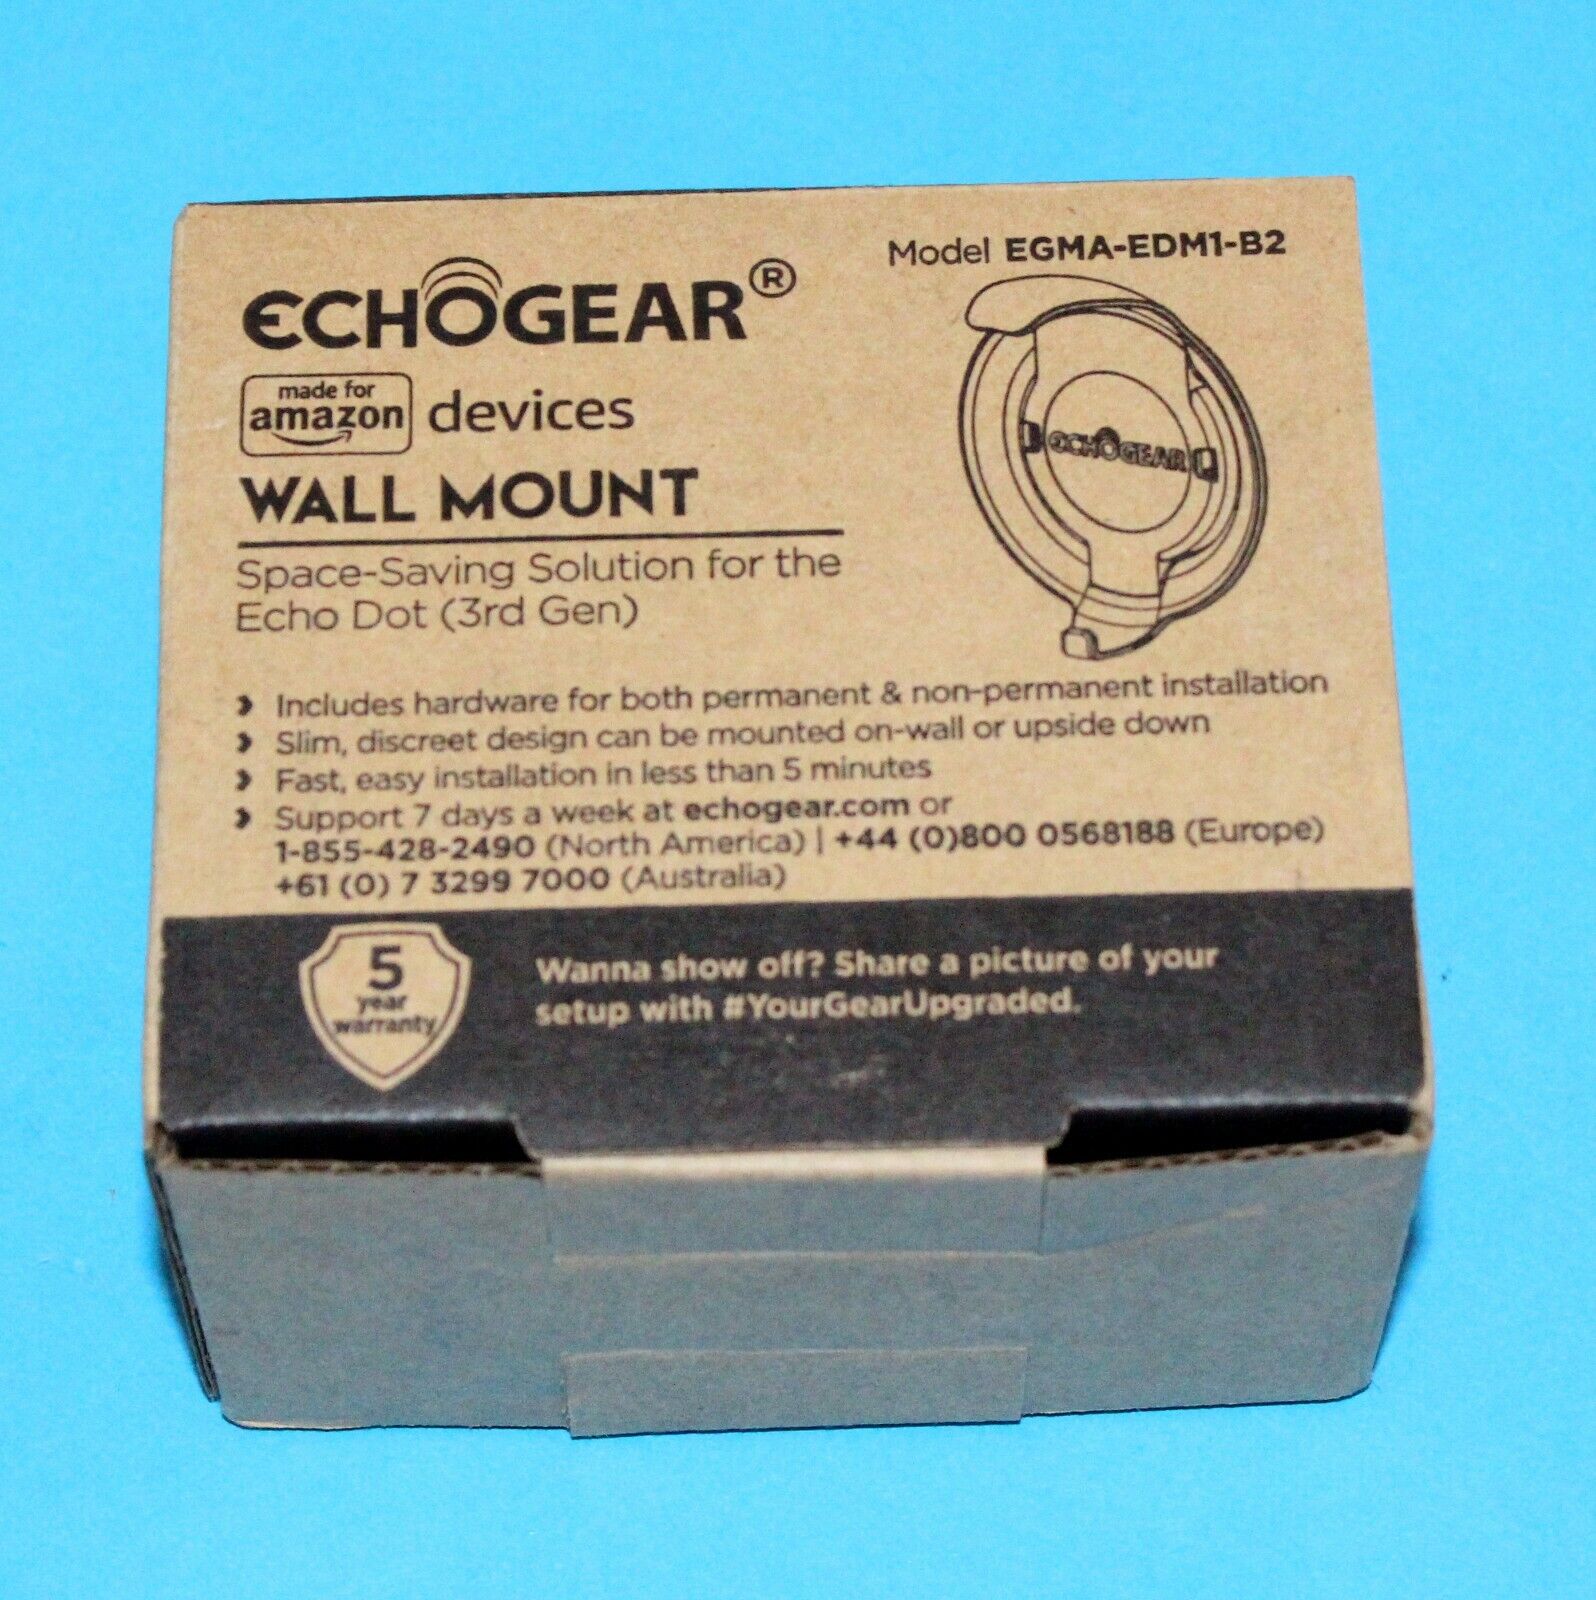 Model EGMA-EDM1-B2
ECHOGEAR®
made for
amazon devices
WALL MOUNT
Space-Saving Solution for the
Echo Dot (3rd Gen)
ECHOGEAR
Includes hardware for both permanent & non-permanent installation
Slim, discreet design can be mounted on-wall or upside down
Fast, easy installation in less than 5 minutes
Support 7 days a week at echogear.com or
1-855-428-2490 (North America) | +44 (0)800 0568188 (Europe)
+61 (0) 7 3299 7000 (Australia)
5
year
warranty
Wanna show off? Share a picture of your
setup with #YourGearUpgraded.